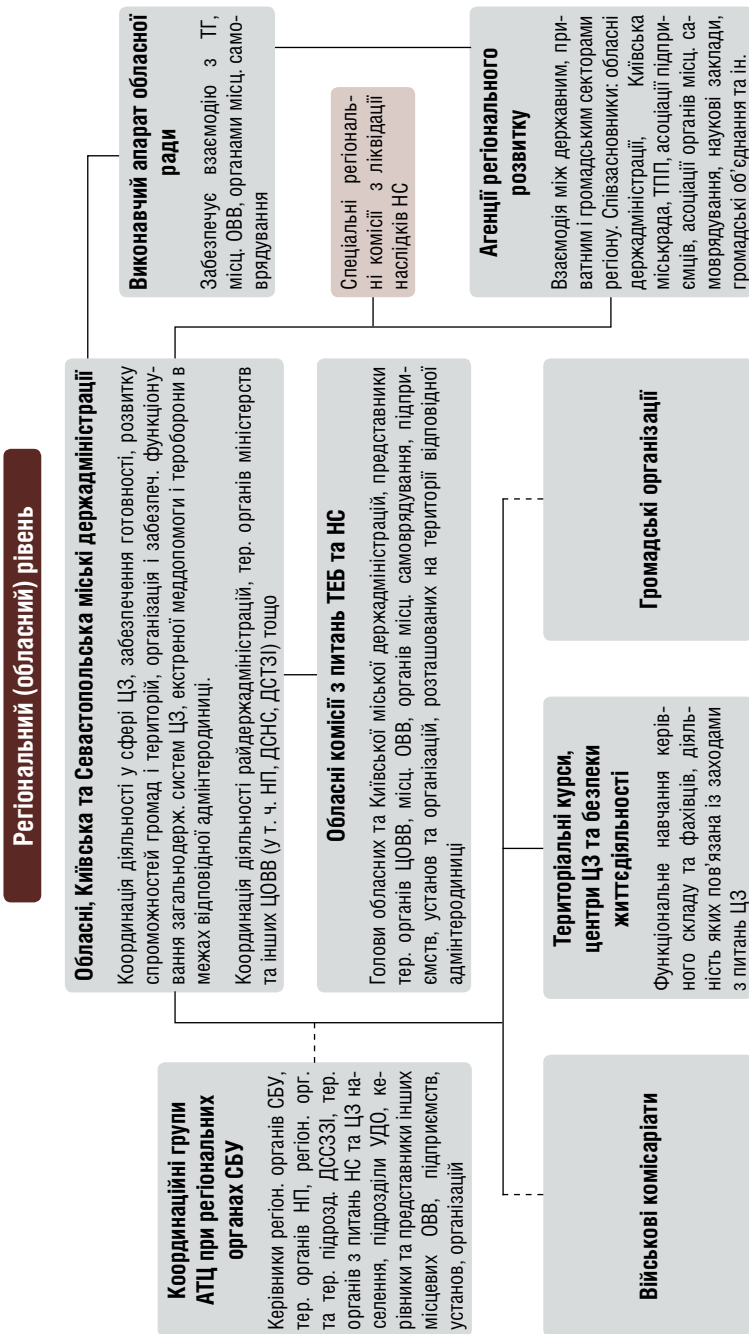 Регіональний (обласний) рівень
Обласні, Київська та Севастопольська міські держадміністрації
Координація діяльності у сфері ЦЗ, забезпечення готовності, розвитку
спроможностей громад і територій, організація і забезпеч. функціону-
вання загальнодерж. систем ЦЗ, екстреної меддопомоги і тероборони в
межах відповідної адмінтеродиниці.
Координація діяльності райдержадміністрацій, тер. органів міністерств
та інших ЦОВВ (у т. ч. НП, ДСНС, ДСТЗІ) тощо
Виконавчий апарат обласної
ради
Забезпечує взаємодію з ТГ,
місц. ОВВ, органами місц. само-
врядування
Спеціальні регіональ-
ні комісії з ліквідації
наслідків НС
Агенції регіонального
розвитку
Взаємодія між державним, при-
ватним і громадським секторами
регіону. Співзасновники: обласні
держадміністрації, Київська
міськрада, ТПП, асоціації підпри-
ємців, асоціації органів місц. са-
моврядування, наукові заклади,
громадські об'єднання та ін.
Координаційні групи
АТЦ при регіональних
органах СБУ
Керівники регіон. органів СБУ,
тер. органів НП, регіон. орг.
та тер. підрозд. ДССЗЗІ, тер.
органів з питань НС та ЦЗ на-
селення, підрозділи УДО, ке-
рівники та представники інших
місцевих ОВВ, підприємств,
установ, організацій
Обласні комісії з питань ТЕБ та НС
Голови обласних та Київської міської держадміністрацій, представники
тер. органів ЦОВВ, місц. ОВВ, органів місц. самоврядування, підпри-
ємств, установ та організацій, розташованих на території відповідної
адмінтеродиниці
Військові комісаріати
Територіальні курси,
центри ЦЗ та безпеки
життєдіяльності
Функціональне навчання керів-
ного складу та фахівців, діяль-
ність яких пов'язана із заходами
з питань ЦЗ
Громадські організації